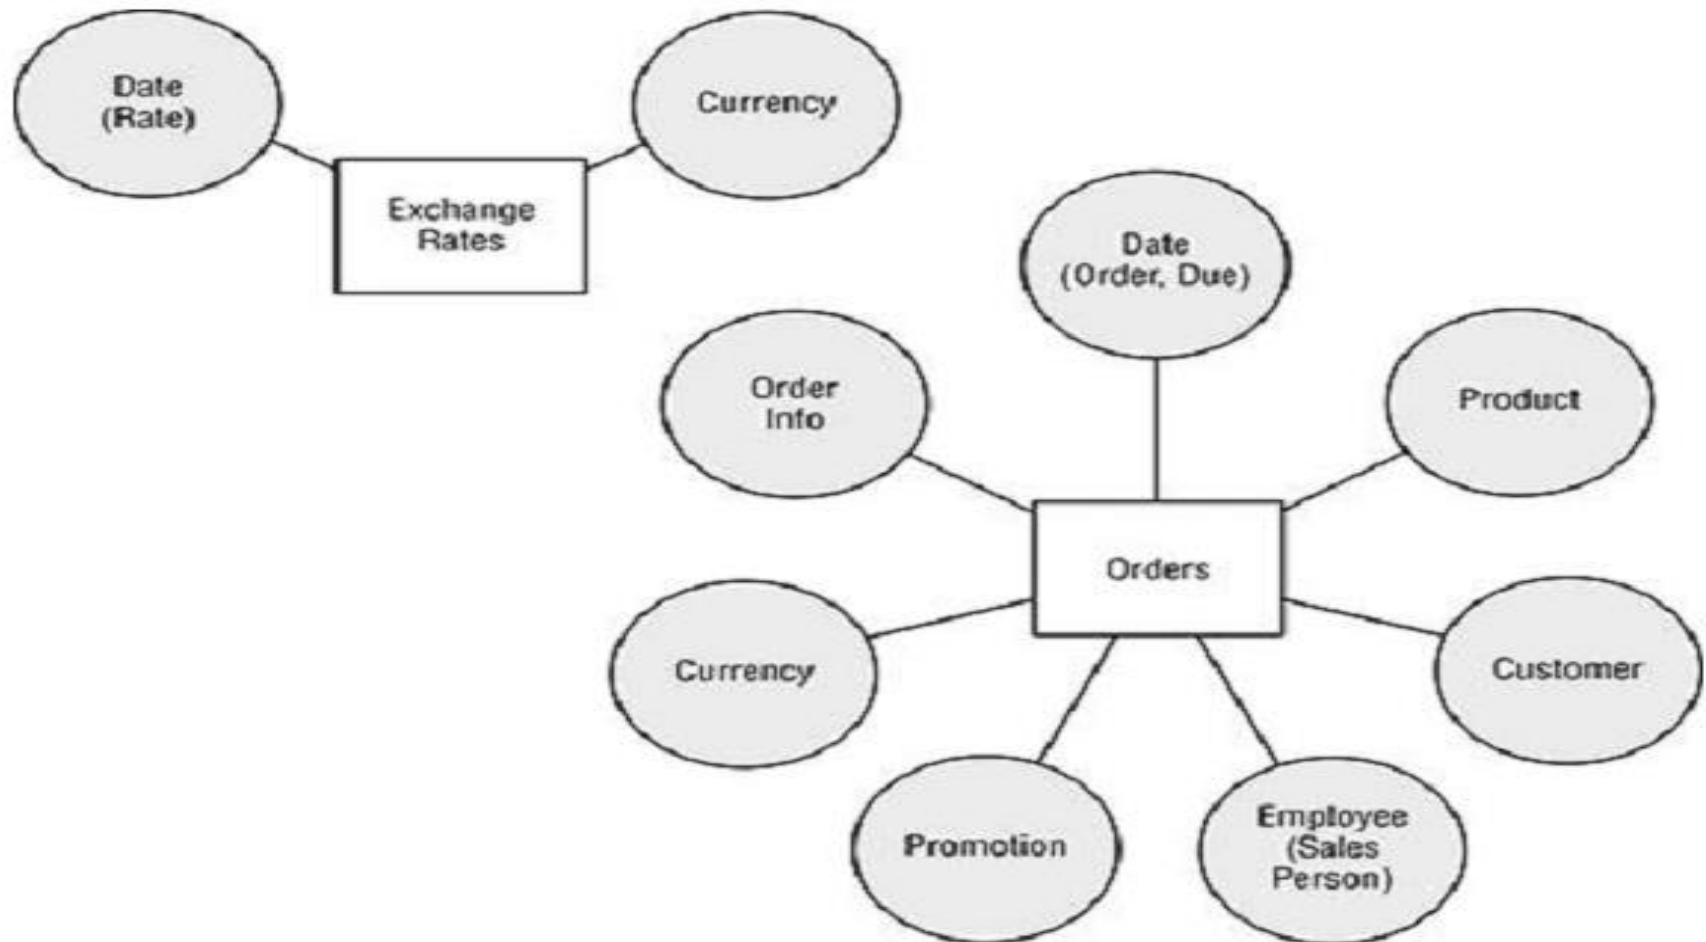 Date
(Rate)
Currency
Exchange
Rates
Date
(Order, Due)
Order
Info
Product
Orders
Currency
Customer
Promotion
Employee
(Sales
Person)